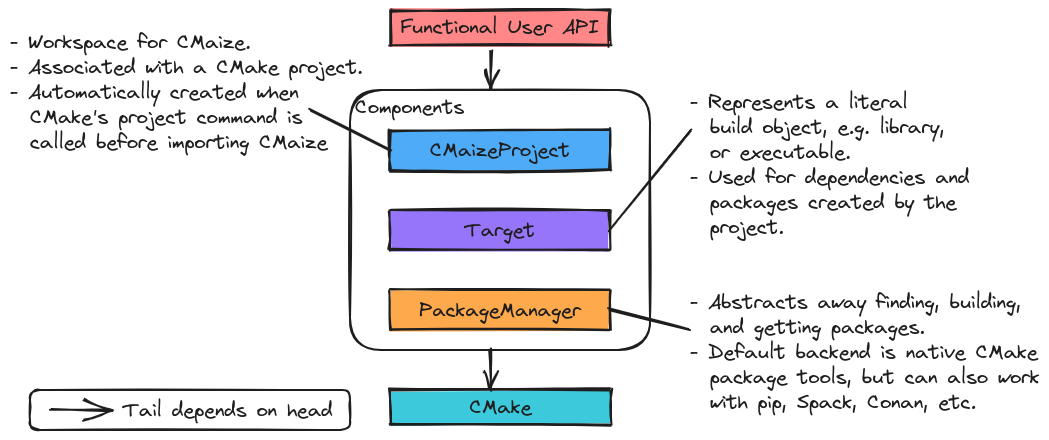 Functional User API
- Workspace for CMaize.
- Associated with a CMake project.
- Automatically created when
CMake's project command is
called before importing CMaize
Components
CMaizeProject
Target
PackageManager
- Represents a literal
build object, e.g. library,
or executable.
- Used for dependencies and
packages created by the
project.
- Abstracts away finding, building,
and getting packages.
- Default backend is native CMake
package tools, but can also work
with pip, Spack, Conan, etc.
CMake
Tail depends on head